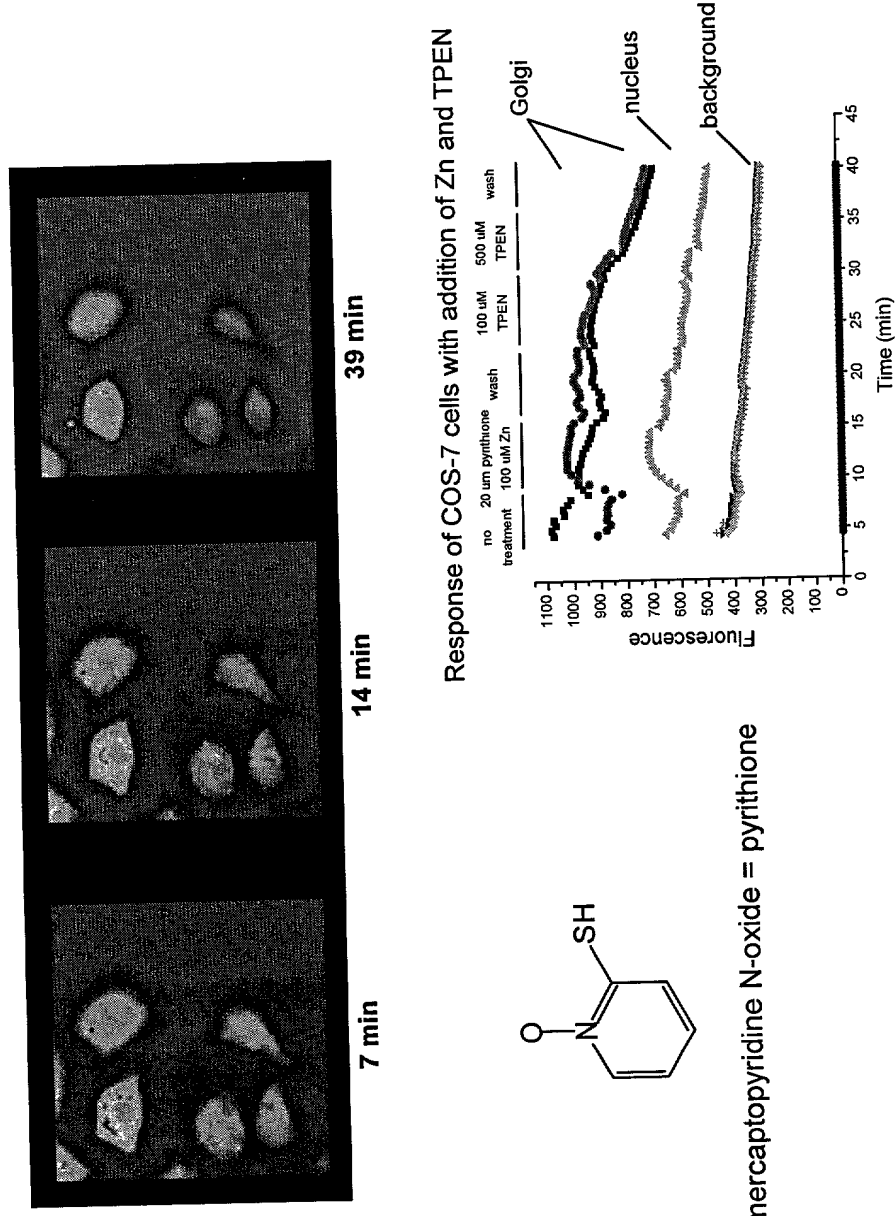 7 min
14 min
39 min
O
N
SH
nercaptopyridine N-oxide = pyrithione
Response of COS-7 cells with addition of Zn and TPEN
no
treatment
20 um pyrithione
100 uM Zn
wash
100 uM
TPEN
500 uM
TPEN
wash
Golgi
nucleus
background
Fluorescence
1100
1000
900
800
700
600
500
400
300
200
100
0
0
5
10
15
20
25
30
35
40
45
Time (min)